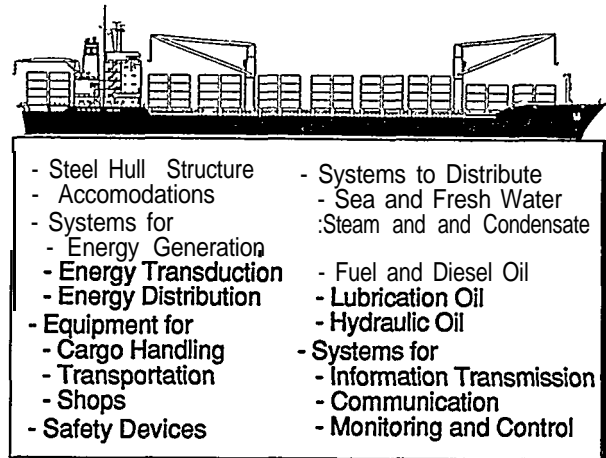 - Steel Hull Structure
- Accomodations
- Systems for
- Energy Generation
- Energy Transduction
- Energy Distribution
- Equipment for
- Cargo Handling
- Transportation
- Shops
- Safety Devices
- Systems to Distribute
- Sea and Fresh Water
:Steam and and Condensate
- Fuel and Diesel Oil
- Lubrication Oil
- Hydraulic Oil
- Systems for
- Information Transmission
- Communication
- Monitoring and Control